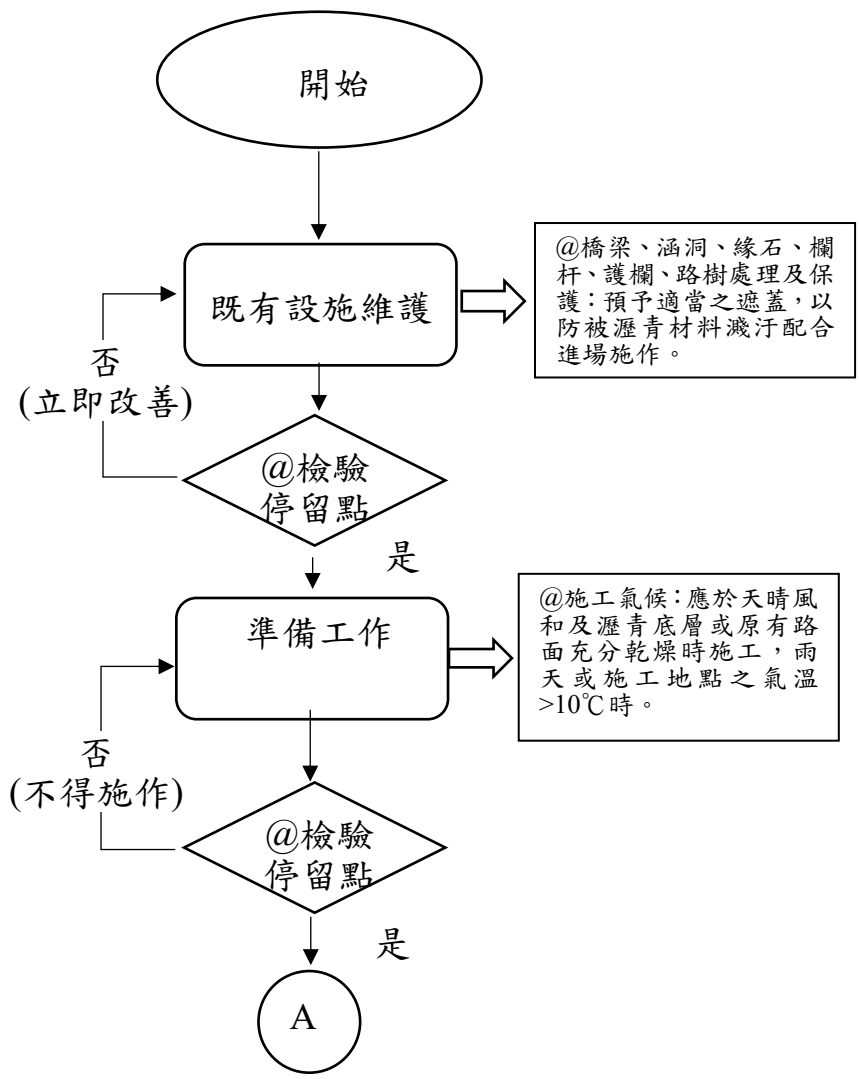 開始
既有設施維護
@橋梁、涵洞、緣石、欄
杆、護欄、路樹處理及保
護：預予適當之遮蓋，以
防被瀝青材料濺汙配合
進場施作。
否
(立即改善)
@檢驗
停留點
是
準備工作
@施工氣候：應於天晴風
和及瀝青底層或原有路
面充分乾燥時施工，雨
天或施工地點之氣溫
>10℃時。
否
(不得施作)
@檢驗
停留點
是
A